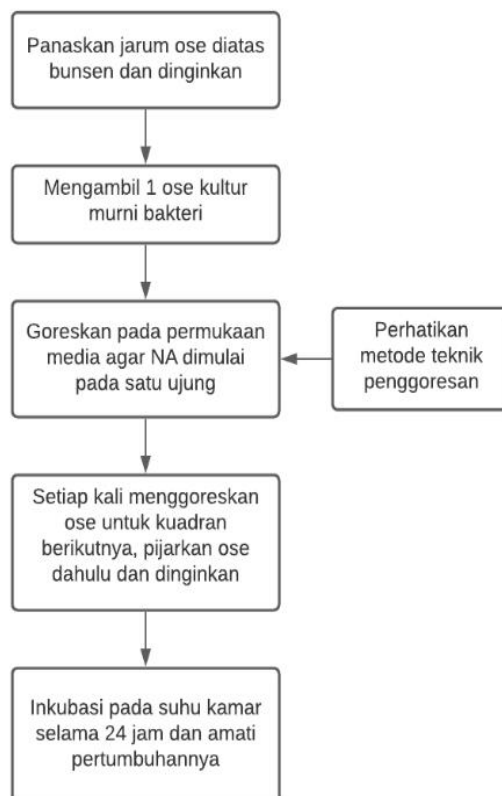 Panaskan jarum ose diatas
bunsen dan dinginkan
Mengambil 1 ose kultur
murni bakteri
Goreskan pada permukaan
media agar NA dimulai
pada satu ujung
Perhatikan
metode teknik
penggoresan
Setiap kali menggoreskan
ose untuk kuadran
berikutnya, pijarkan ose
dahulu dan dinginkan
Inkubasi pada suhu kamar
selama 24 jam dan amati
pertumbuhannya